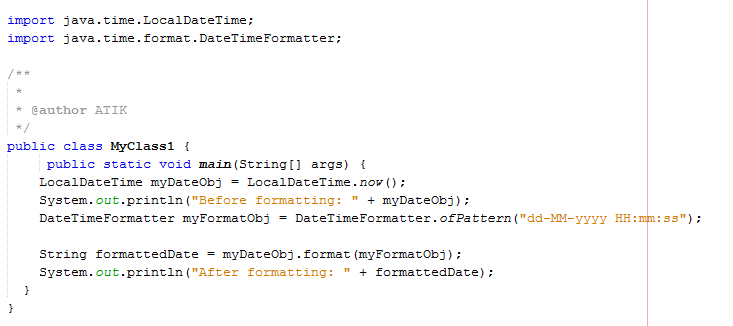 import java.time.LocalDateTime;
import java.time.format.DateTimeFormatter;
/**
*
* @author ATIK
*/
public class MyClass1 {
public static void main(String[] args) {
LocalDateTime myDateObj = LocalDateTime.now();
System.out.println("Before formatting: " + myDateObj);
DateTimeFormatter myFormatObj = DateTimeFormatter.ofPattern("dd-MM-yyyy HH:mm:ss");
String formattedDate = myDateObj.format(myFormatObj);
System.out.println("After formatting: " + formattedDate);
}
}